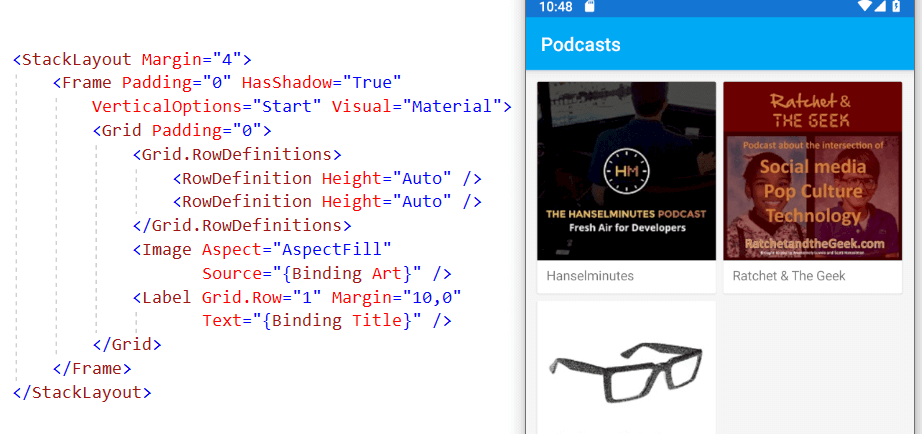 <StackLayout Margin="4">
<Frame Padding="0" HasShadow="True"
VerticalOptions="Start" Visual="Material">
<Grid Padding="0">
<Grid.RowDefinitions>
<RowDefinition Height="Auto" />
<RowDefinition Height="Auto" />
</Grid.RowDefinitions>
<Image Aspect="AspectFill"
Source="{Binding Art}" />
<Label Grid.Row="1" Margin="10,0"
Text="{Binding Title}" />
</Grid>
</Frame>
</StackLayout>
10:48
Podcasts
HM
THE HANSELMINUTES PODCAST
Fresh Air for Developers
Hanselminutes
Ratchet &
THE GEEK
Podcast about the intersection of
Social media
Pop Culture
Technology
RatchetandtheGeek.com
Ratchet & The Geek